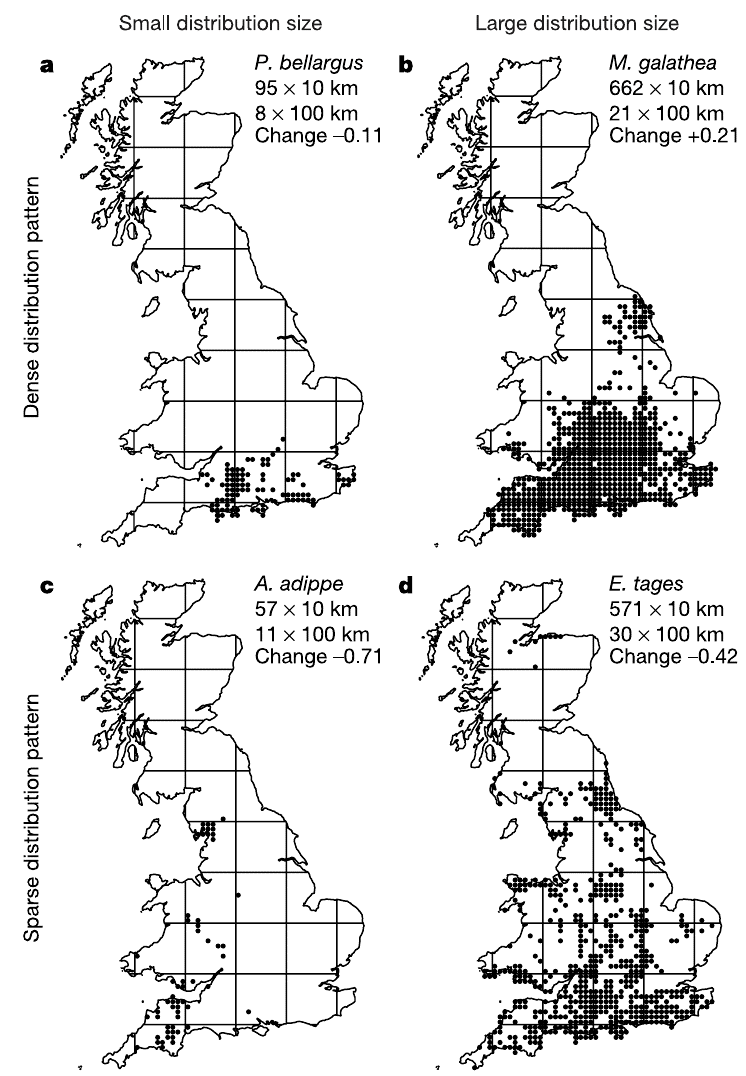 Small distribution size
Large distribution size
Dense distribution pattern
a
P. bellargus
95 × 10 km
8 × 100 km
Change –0.11
b
M. galathea
662 × 10 km
21 × 100 km
Change +0.21
Sparse distribution pattern
c
A. adippe
57 × 10 km
11 × 100 km
Change –0.71
d
E. tages
571 × 10 km
30 × 100 km
Change –0.42